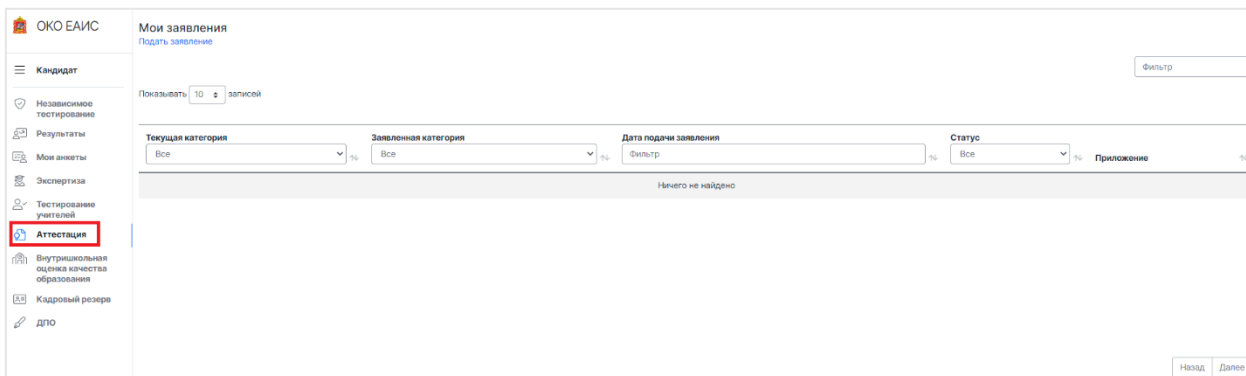 ОКО ЕАИС
Кандидат
Независимое
тестирование
Результаты
Мои анкеты
Экспертиза
Тестирование
учителей
Аттестация
Внутришкольная
оценка качества
образования
Кадровый резерв
ДПО
Мои заявления
Подать заявление
Фильтр
Показывать 10 записей
Текущая категория Заявленная категория Дата подачи заявления Статус
Все Все Фильтр Все Приложение
Ничего не найдено
Назад Далее